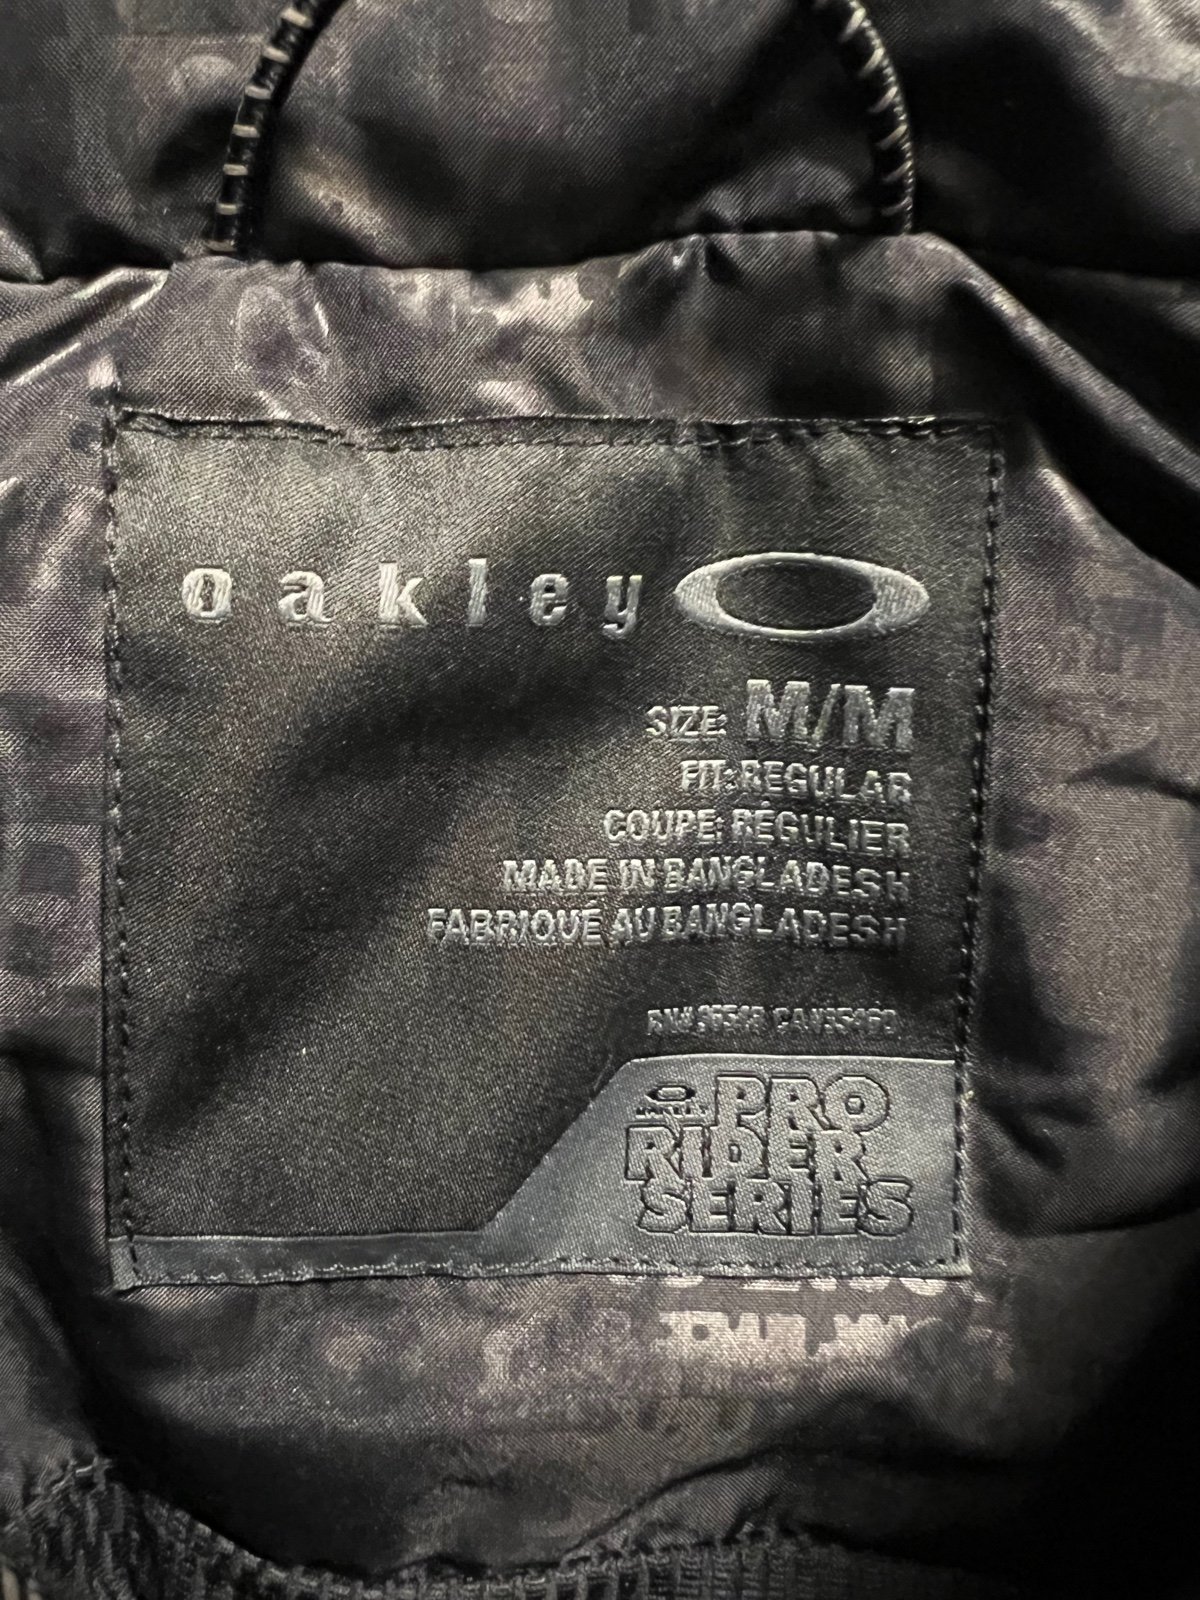 oakley
SIZE: M/M
FIT: REGULAR
COUPE: RÉGULIER
MADE IN BANGLADESH
FABRIQUÉ AU BANGLADESH
PRO
RIDER
SERIES